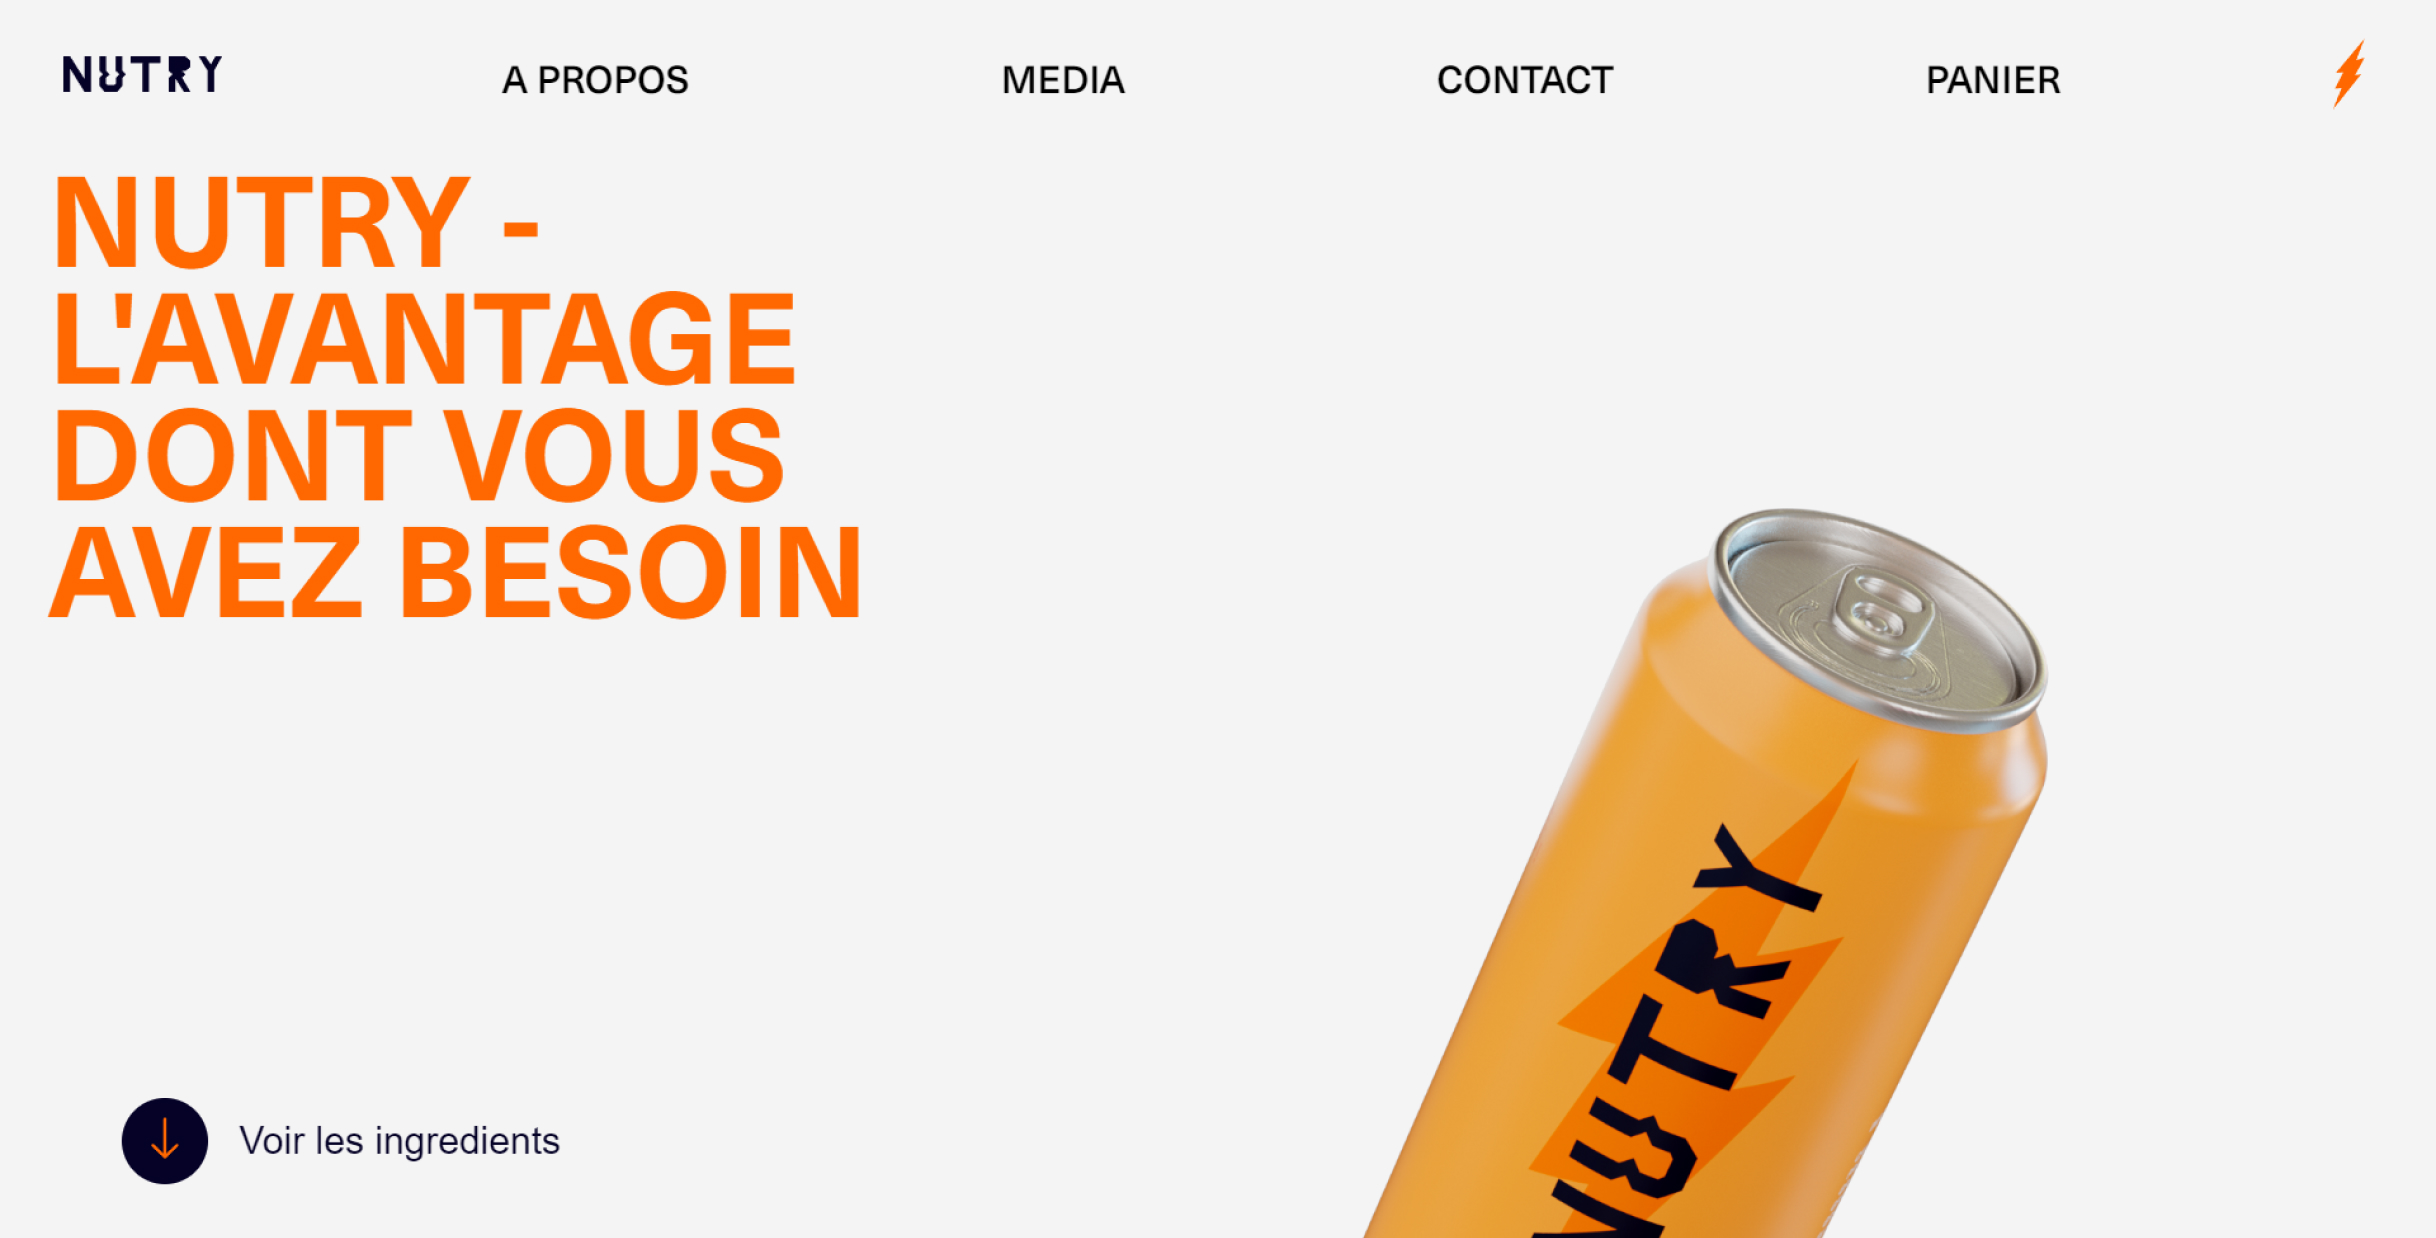 NUTRY
A PROPOS
MEDIA
CONTACT
PANIER
NUTRY -
L'AVANTAGE
DONT VOUS
AVEZ BESOIN
NUTRY
Voir les ingredients